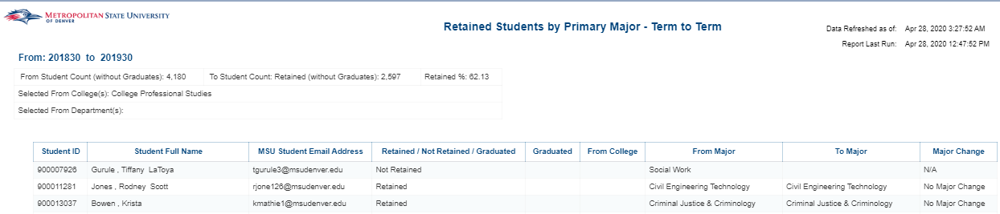 METROPOLITAN STATE UNIVERSITY
OF DENVER
Retained Students by Primary Major - Term to Term
Data Refreshed as of: Apr 28, 2020 3:27:52 AM
Report Last Run: Apr 28, 2020 12:47:52 PM
From: 201830 to 201930
From Student Count (without Graduates): 4,180 To Student Count: Retained (without Graduates): 2,597 Retained %: 62.13
Selected From College(s): College Professional Studies
Selected From Department(s):
Student ID Student Full Name MSU Student Email Address Retained / Not Retained / Graduated Graduated From College From Major To Major Major Change
900007926 Gurule , Tiffany LaToya tgurule3@msudenver.edu Not Retained Social Work N/A
900011281 Jones , Rodney Scott rjone126@msudenver.edu Retained Civil Engineering Technology Civil Engineering Technology No Major Change
900013037 Bowen , Krista kmathie1@msudenver.edu Retained Criminal Justice & Criminology Criminal Justice & Criminology No Major Change